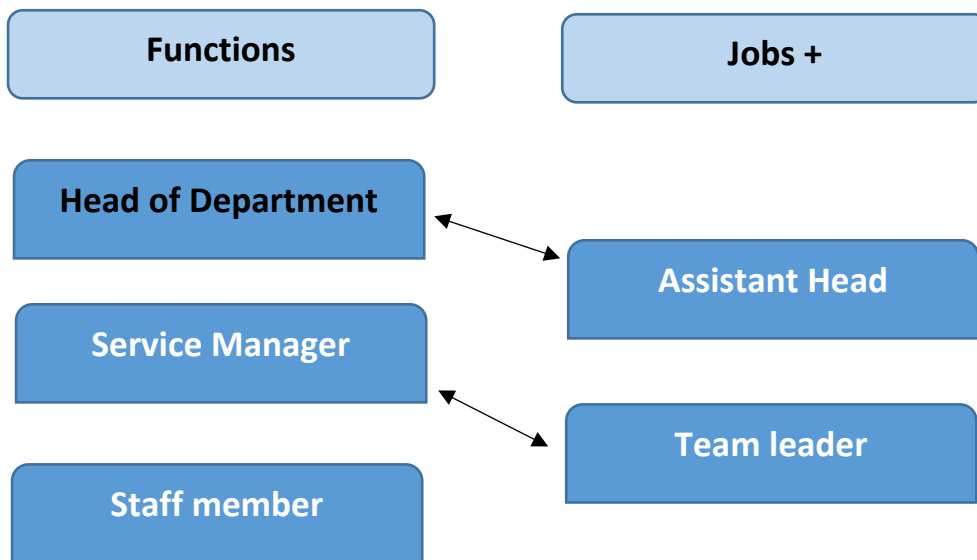 Functions
Jobs +
Head of Department
Assistant Head
Service Manager
Team leader
Staff member